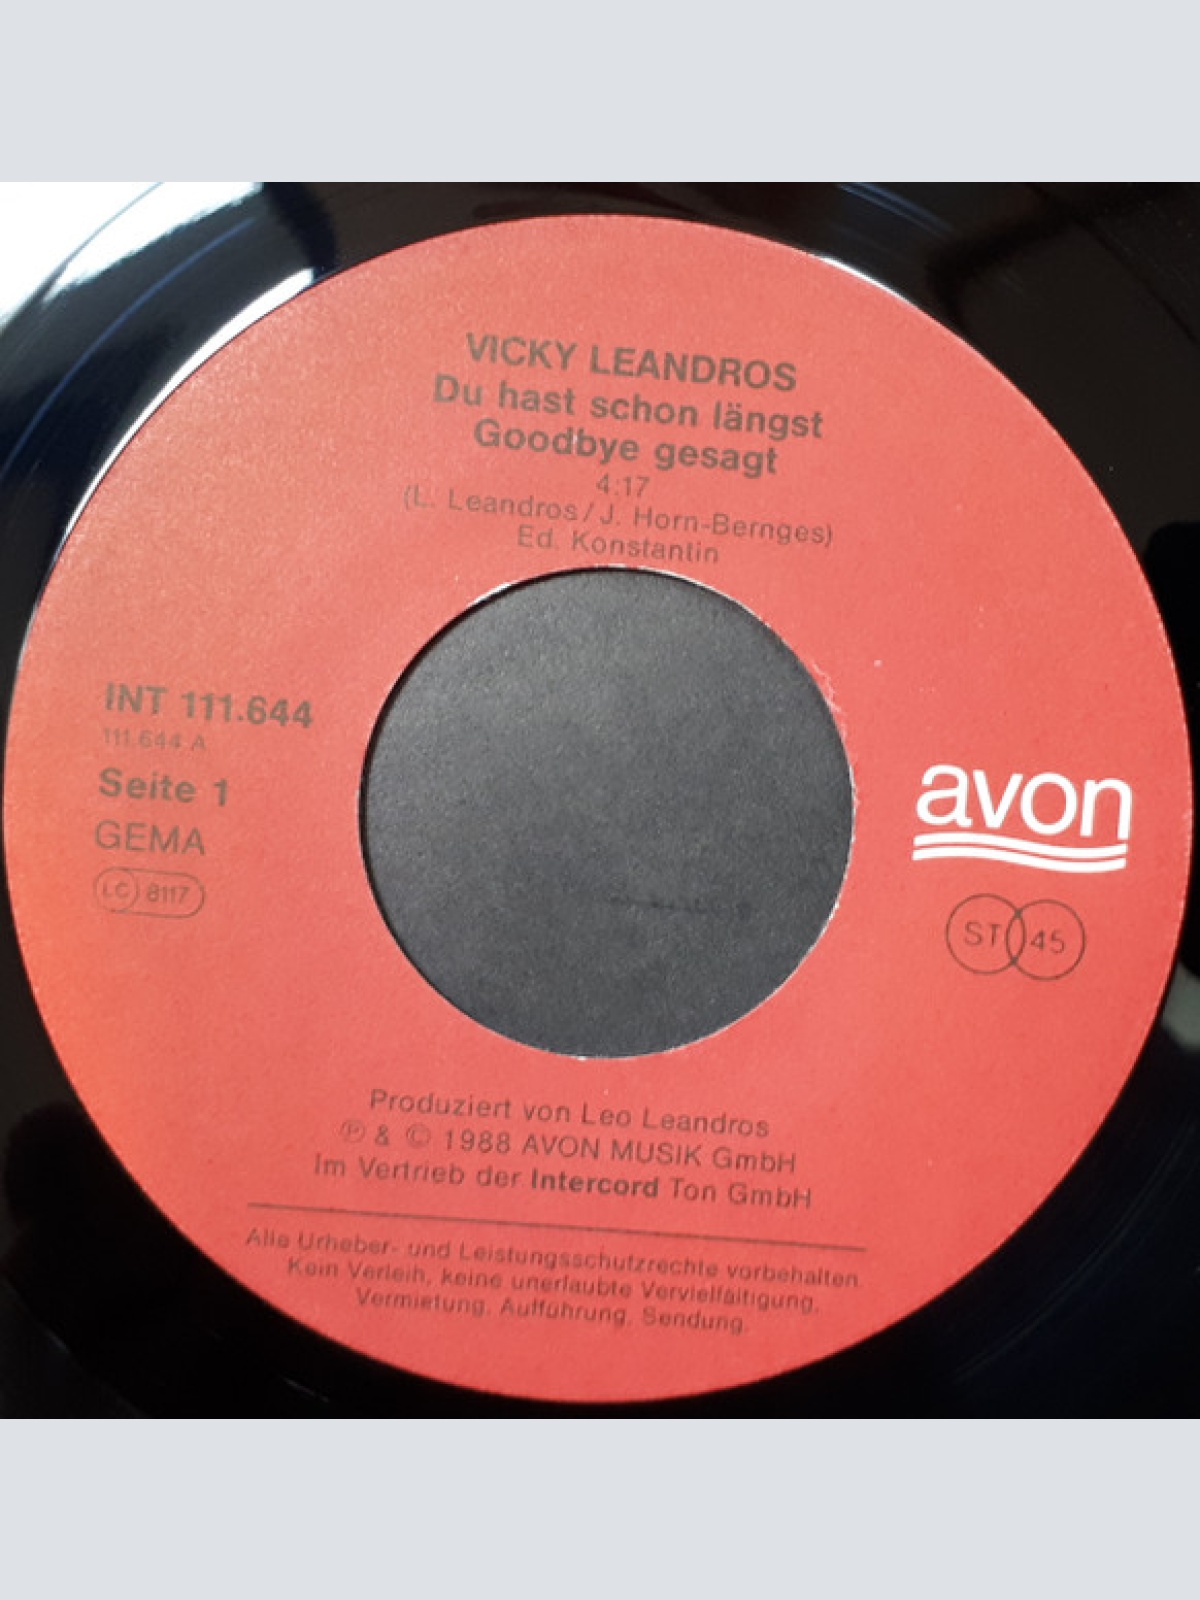 VICKY LEANDROS
Du hast schon längst
Goodbye gesagt
4:17
(L. Leandros/J. Horn-Bernges)
Ed. Konstantin
INT 111.644
111.644 A
Seite 1
GEMA
LC 8117
avon
ST 45
Produziert von Leo Leandros
Ⓟ & © 1988 AVON MUSIK GmbH
Im Vertrieb der Intercord Ton GmbH
Alle Urheber- und Leistungsschutzrechte vorbehalten.
Kein Verleih, keine unerlaubte Vervielfältigung,
Vermietung, Aufführung, Sendung.